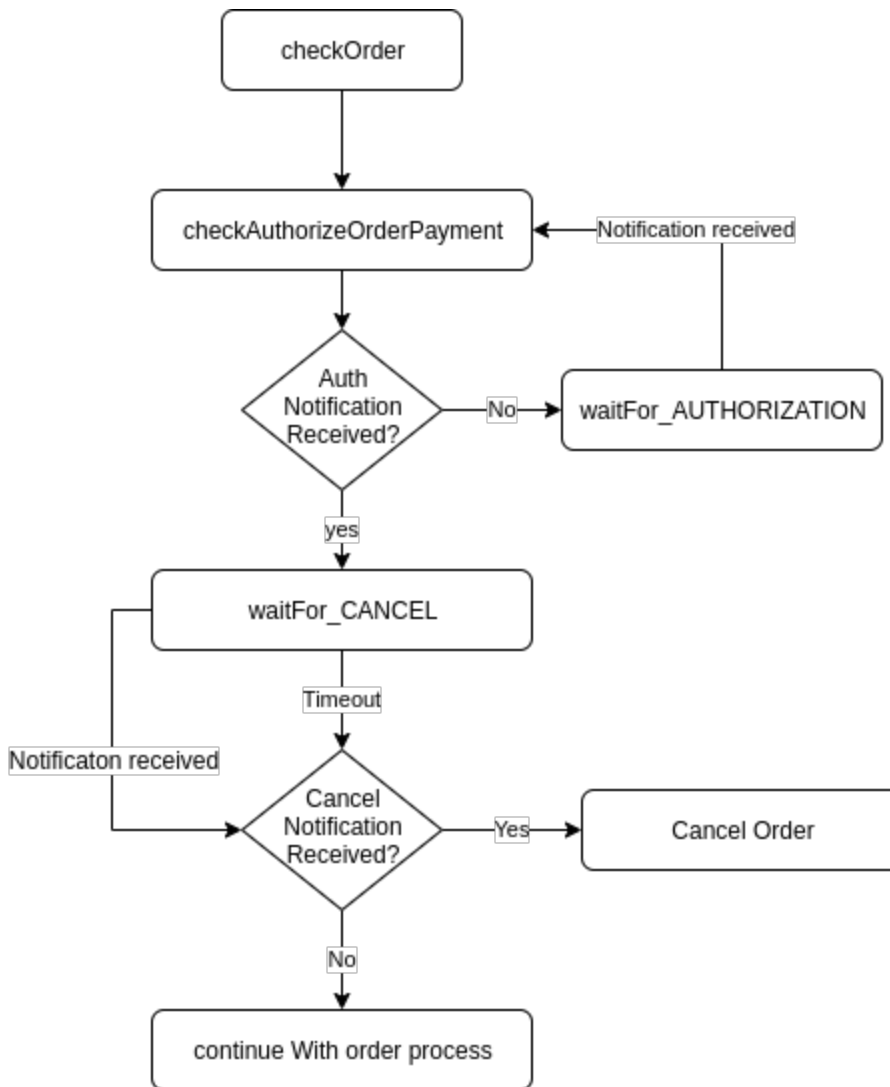 checkOrder
checkAuthorizeOrderPayment
Notification received
Auth
Notification
Received?
No
waitFor_AUTHORIZATION
yes
waitFor_CANCEL
Timeout
Notificaton received
Cancel
Notification
Received?
Yes
Cancel Order
No
continue With order process